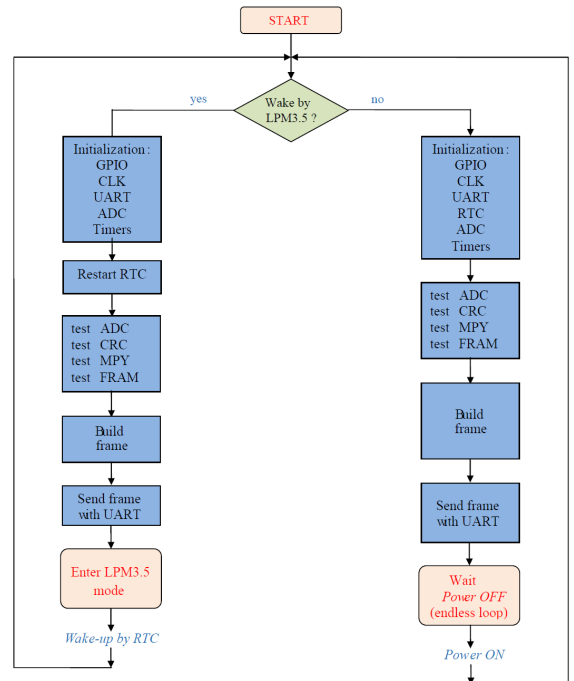 START
Wake by
LPM3.5 ?
yes
no
Initialization :
GPIO
CLK
UART
ADC
Timers
Restart RTC
test ADC
test CRC
test MPY
test FRAM
Build
frame
Send frame
with UART
Enter LPM3.5
mode
Wake-up by RTC
Initialization :
GPIO
CLK
UART
RTC
ADC
Timers
test ADC
test CRC
test MPY
test FRAM
Build
frame
Send frame
with UART
Wait
Power OFF
(endless loop)
Power ON